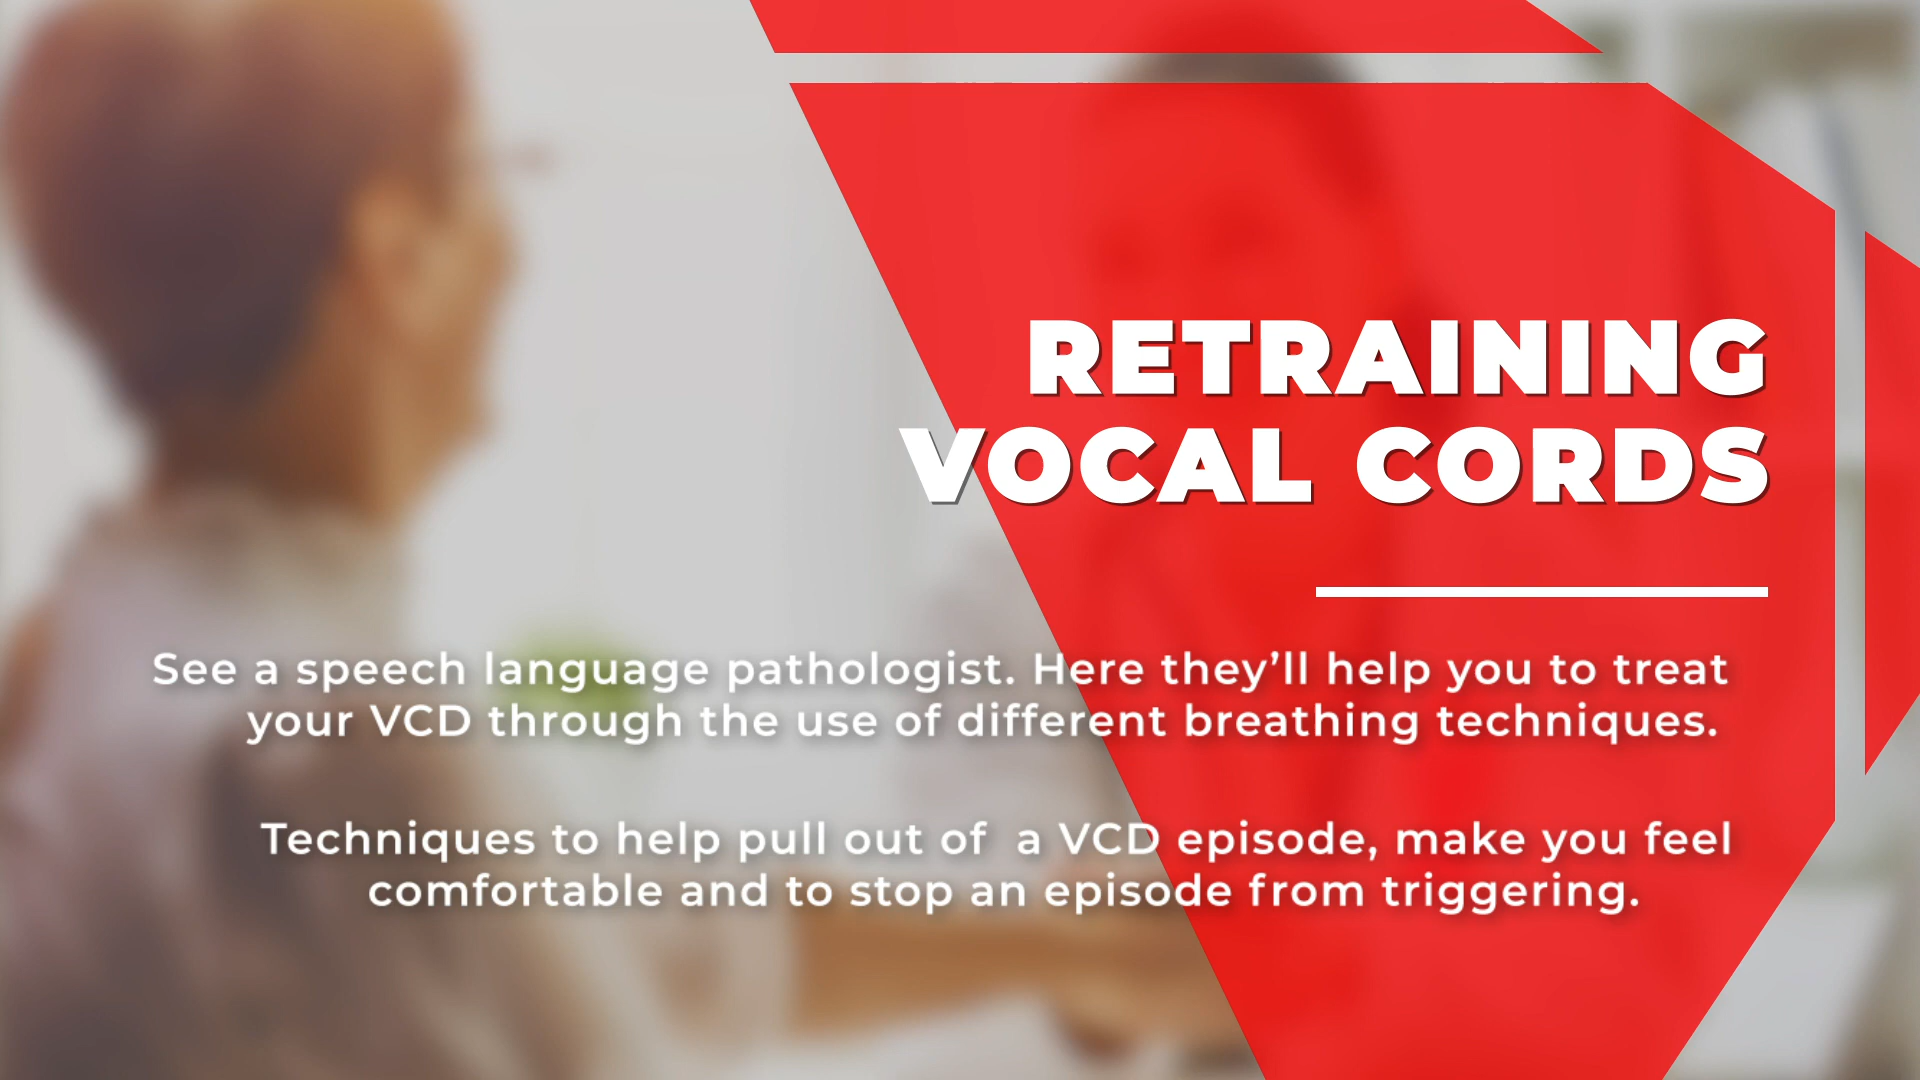 RETRAINING
VOCAL CORDS
See a speech language pathologist. Here they’ll help you to treat
your VCD through the use of different breathing techniques.
Techniques to help pull out of  a VCD episode, make you feel
comfortable and to stop an episode from triggering.